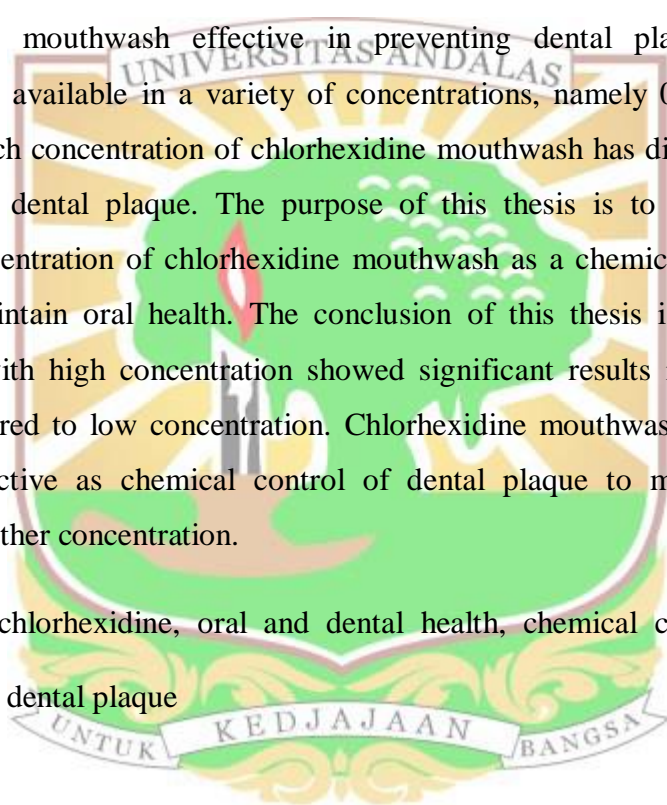 mouthwash effective in preventing dental pla
UNIVERSITAS ANDALAS
available in a variety of concentrations, namely 0
ch concentration of chlorhexidine mouthwash has di
dental plaque. The purpose of this thesis is to
entration of chlorhexidine mouthwash as a chemic
intain oral health. The conclusion of this thesis i
with high concentration showed significant results
red to low concentration. Chlorhexidine mouthwas
ctive as chemical control of dental plaque to m
ther concentration.
chlorhexidine, oral and dental health, chemical c
dental plaque
UNTUK KEDJAJAAN BANGSA